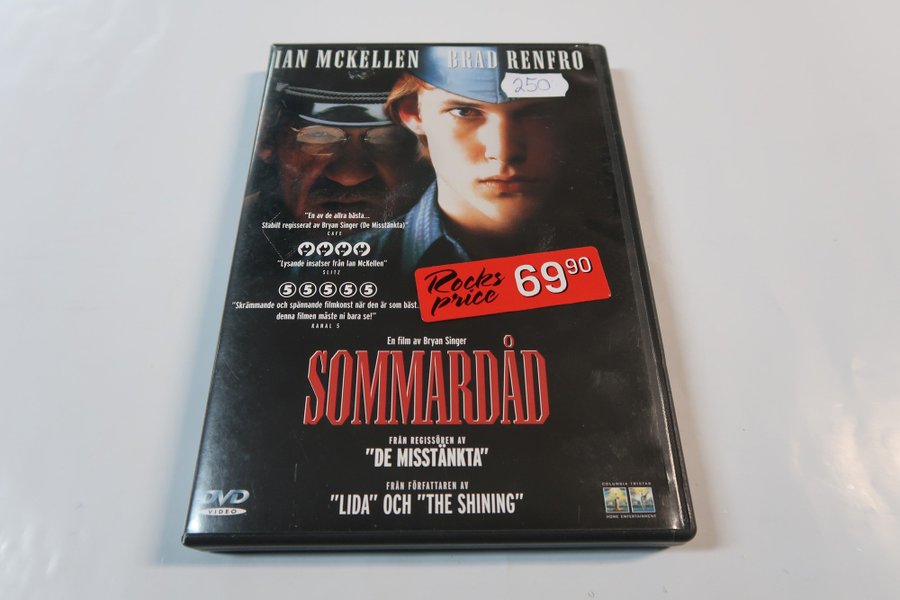 IAN MCKELLEN BRAD RENFRO
250
"En av de allra bästa...
Stabilt regisserat av Bryan Singer (De Misstänkta)"
CAFE
"Lysande insatser från Ian McKellen"
SLITZ
5 5 5 5 5
"Skrämmande och spännande filmkonst när den är som bäst.
denna filmen måste ni bara se!"
KANAL 5
Rocks price 69 90
En film av Bryan Singer
SOMMARDÅD
FRÅN REGISSÖREN AV
"DE MISSTÄNKTA"
FRÅN FÖRFATTAREN AV
"LIDA" OCH "THE SHINING"
DVD
VIDEO
COLUMBIA TRISTAR
HOME ENTERTAINMENT